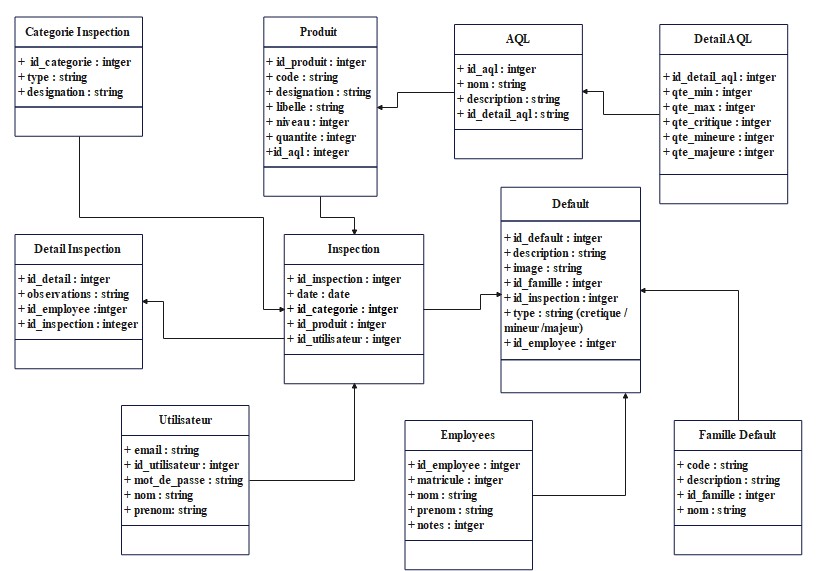 Categorie Inspection
+ id_categorie : intger
+ type : string
+ designation : string
Produit
+ id_produit : intger
+ code : string
+ designation : string
+ libelle : string
+ niveau : intger
+ quantite : integr
+id_aql : integer
AQL
+ id_aql : intger
+ nom : string
+ description : string
+ id_detail_aql : string
Detail AQL
+ id_detail_aql : intger
+ qte_min : intger
+ qte_max : intger
+ qte_critique : intger
+ qte_mineure : intger
+ qte_majeure : intger
Detail Inspection
+ id_detail : intger
+ observations : string
+ id_employee :intger
+ id_inspection : integer
Inspection
+ id_inspection : intger
+ date : date
+ id_categorie : intger
+ id_produit : intger
+ id_utilisateur : intger
Default
+ id_default : intger
+ description : string
+ image : string
+ id_famille : intger
+ id_inspection : intger
+ type : string (cretique /
mineur /majeur)
+ id_employee : intger
Utilisateur
+ email : string
+ id_utilisateur : intger
+ mot_de_passe : string
+ nom : string
+ prenom: string
Employees
+ id_employee : intger
+ matricule : intger
+ nom : string
+ prenom : string
+ notes : intger
Famille Default
+ code : string
+ description : string
+ id_famille : intger
+ nom : string